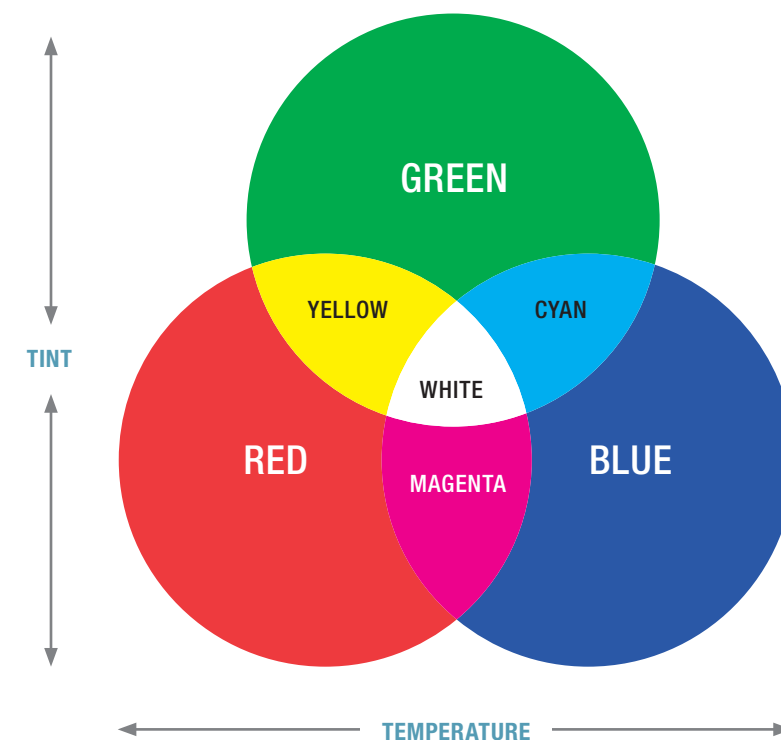 GREEN
YELLOW
CYAN
TINT
WHITE
RED
BLUE
MAGENTA
TEMPERATURE